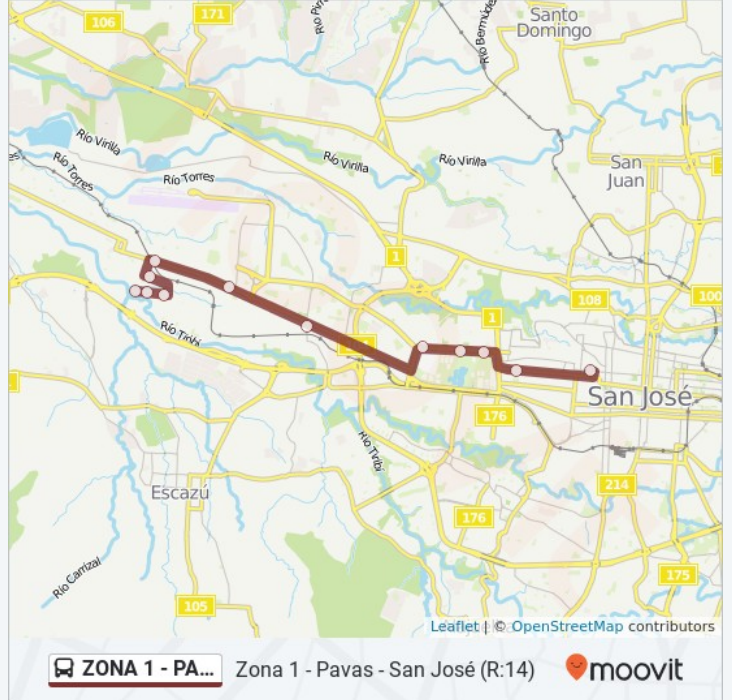 171
106
Santo
Domingo
Río Bermúdez
Río Virilla
Río Virilla
Río Virilla
Río Torres
Río Torres
San
Juan
1
108
100
1
Río Tiribí
San José
176
Río Tiribí
Escazú
214
176
Río Carrizal
175
105
Leaflet | © OpenStreetMap contributors
ZONA 1 - PA... Zona 1 - Pavas - San José (R:14) moovit